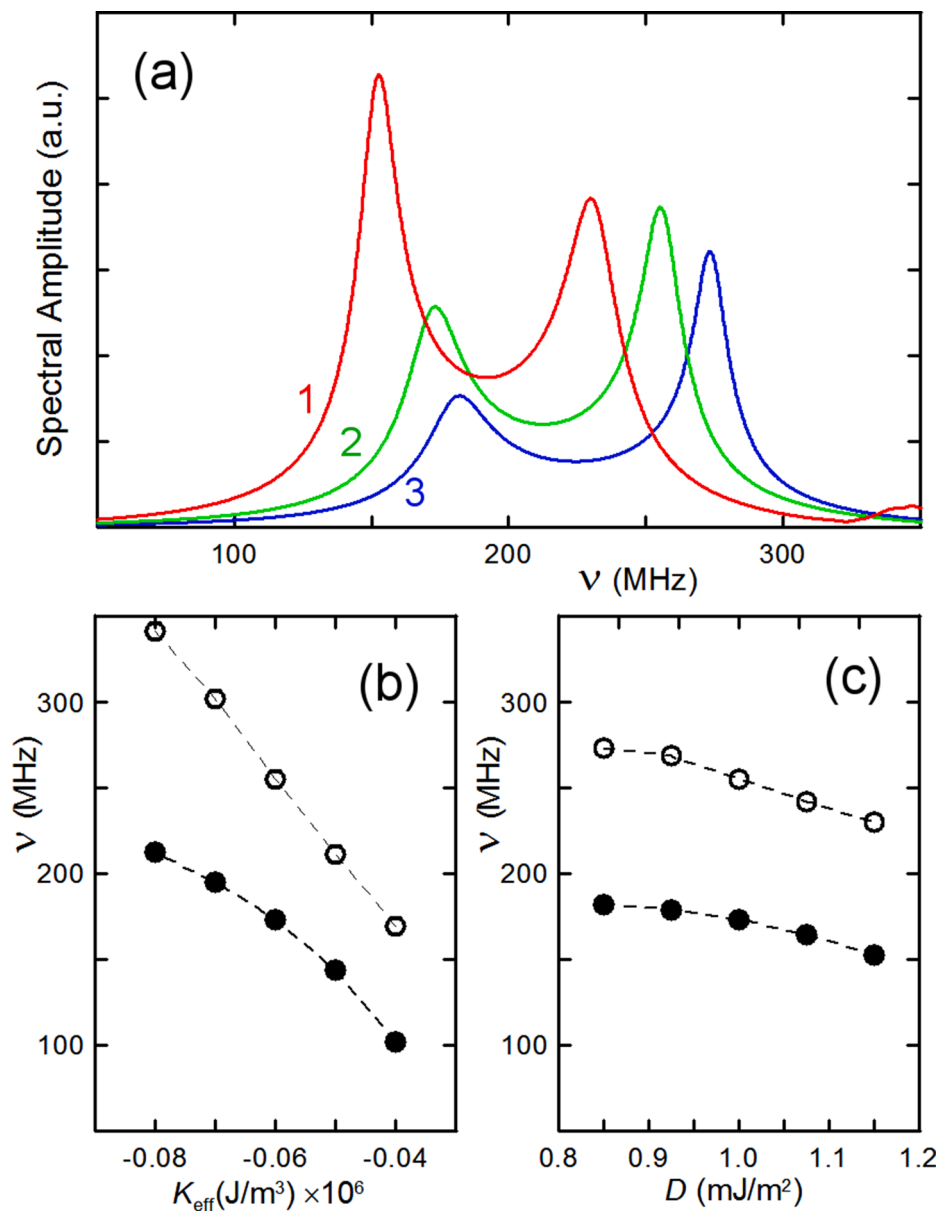 (a)
Spectral Amplitude (a.u.)
1
2
3
100 200 300
ν (MHz)
(b) (c)
300 300
ν (MHz) ν (MHz)
200 200
100 100
-0.08 -0.06 -0.04 0.8 0.9 1.0 1.1 1.2
K_eff(J/m³) ×10⁶ D (mJ/m²)